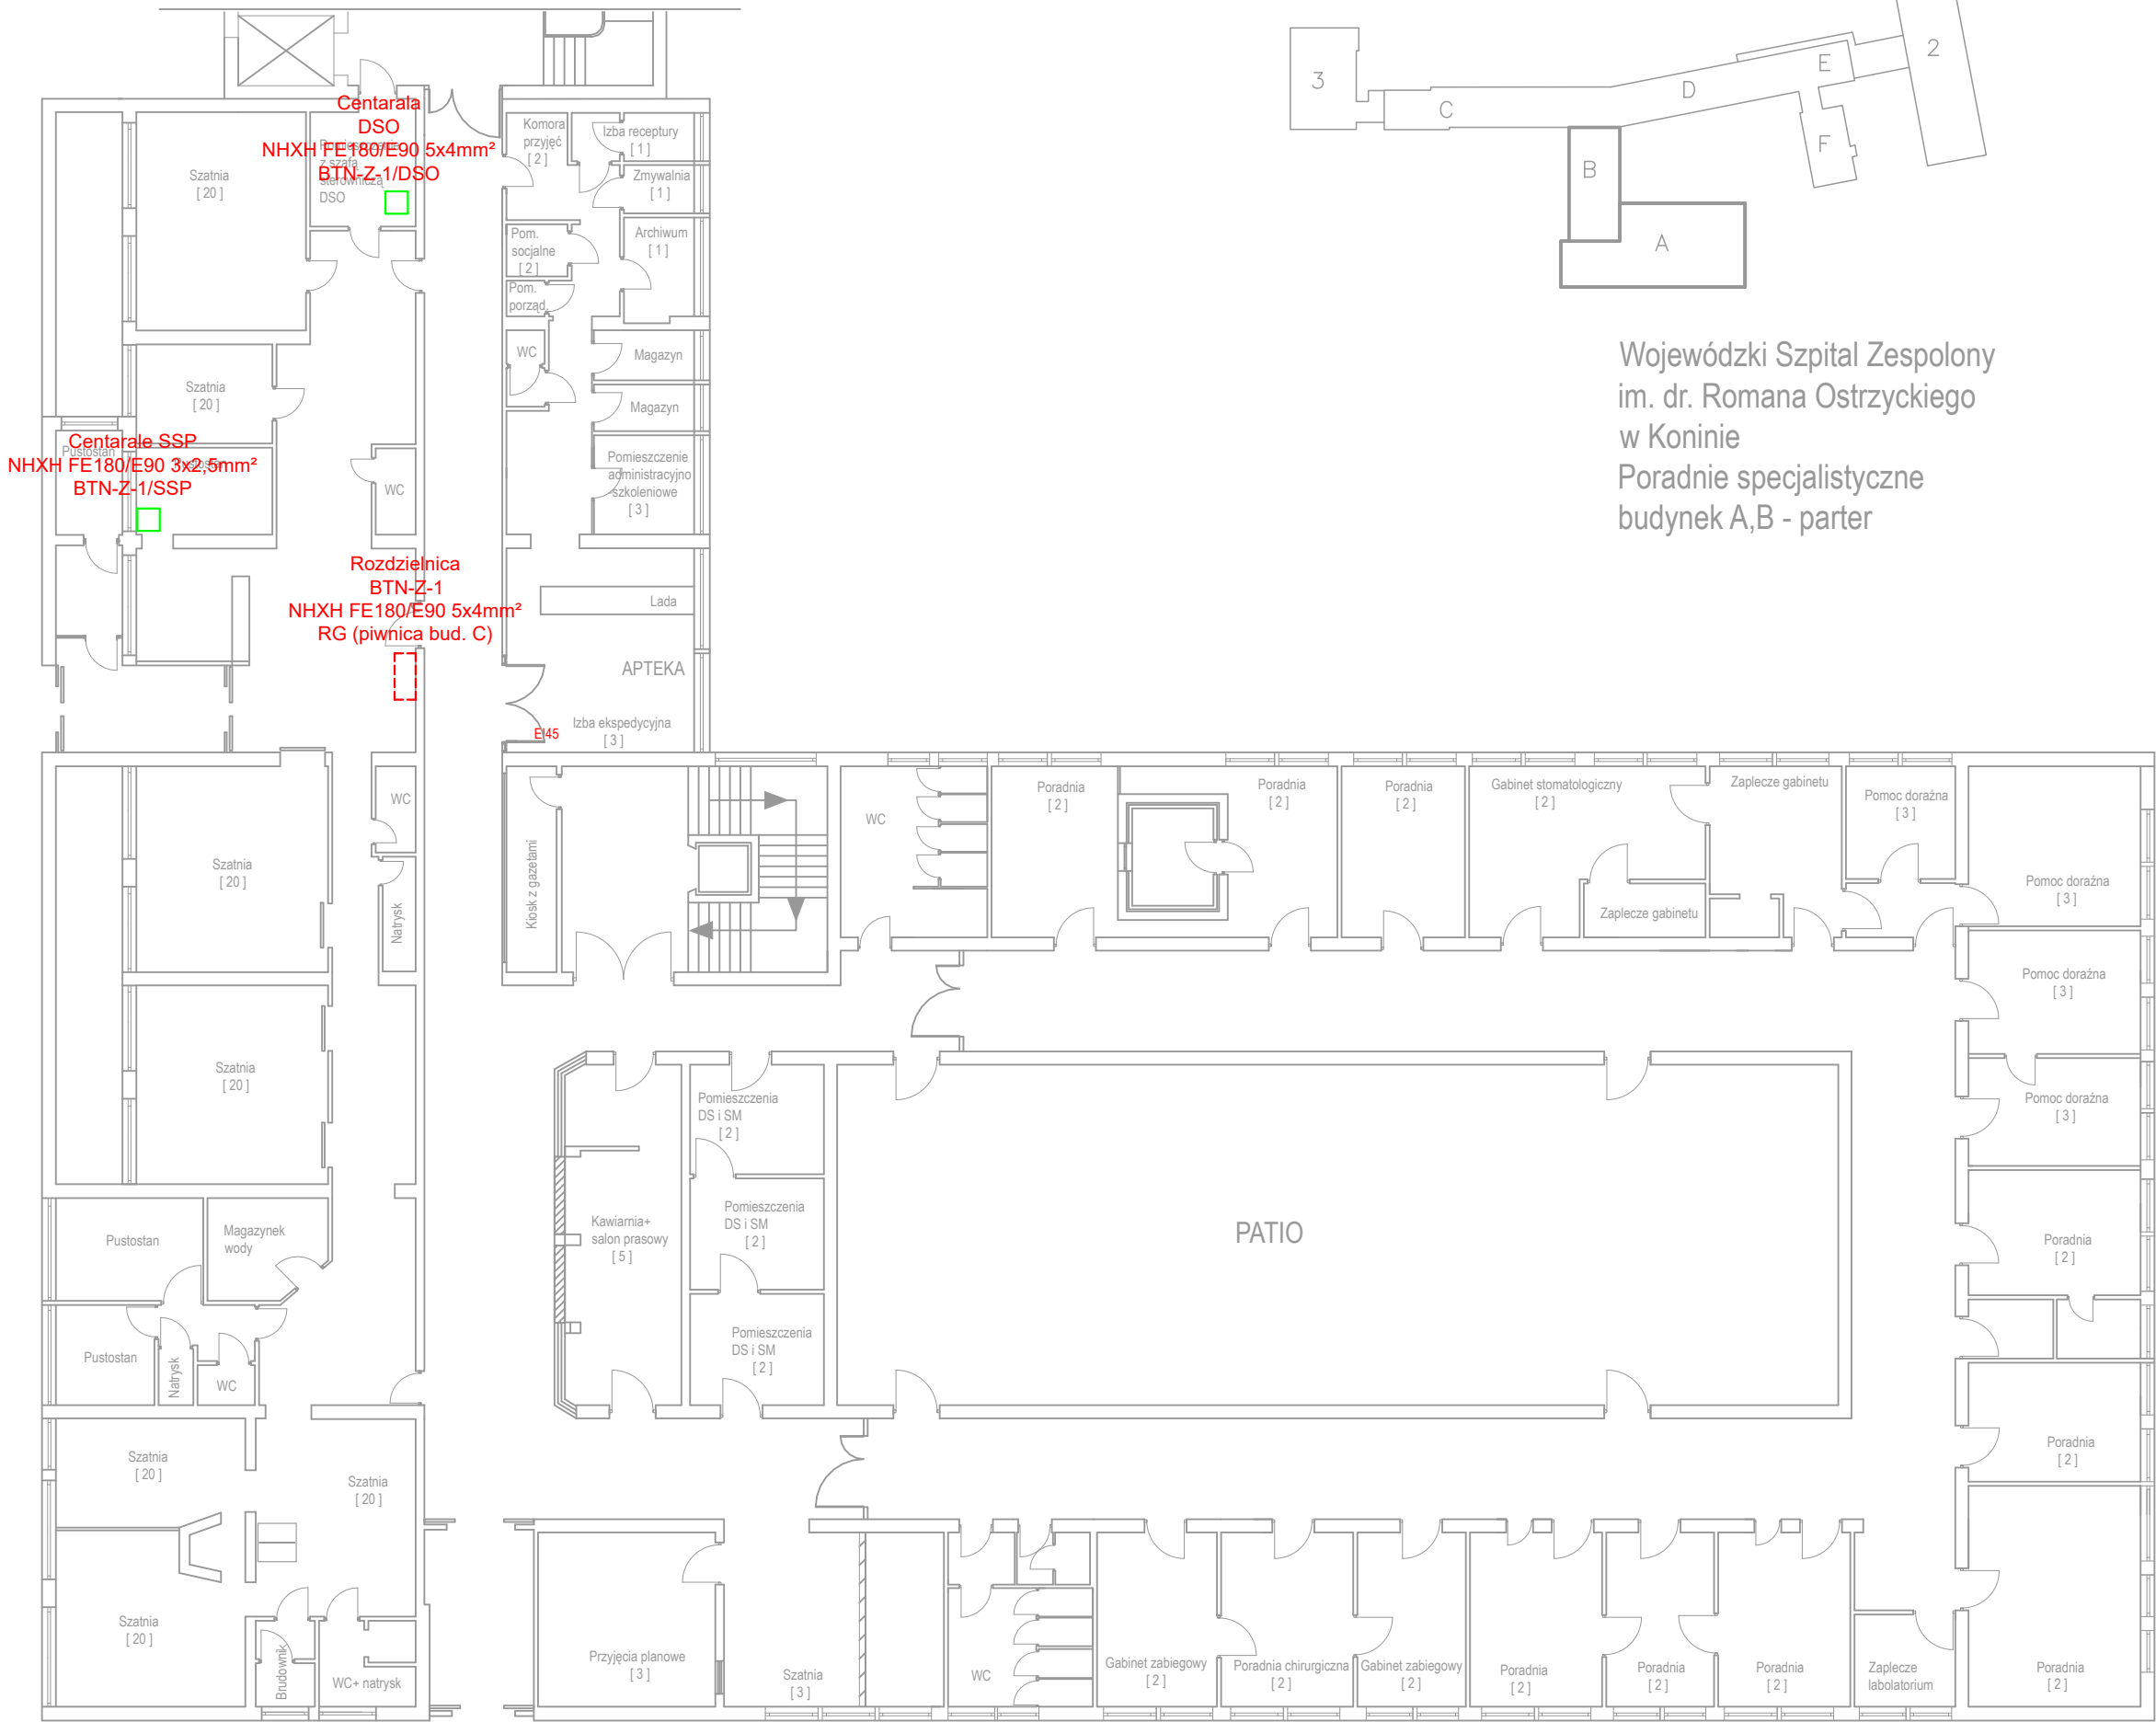 3
C
D
E
2
F
B
A
Wojewódzki Szpital Zespolony
im. dr. Romana Ostrzyckiego
w Koninie
Poradnie specjalistyczne
budynek A,B - parter
Centarala
DSO
NHXH FE180/E90 5x4mm²
BTN-Z-1/DSO
Pomieszczenie
z szafą
sterowniczą
DSO
Szatnia
[ 20 ]
Komora
przyjęć
[ 2 ]
Izba receptury
[ 1 ]
Zmywalnia
[ 1 ]
Pom.
socjalne
[ 2 ]
Archiwum
[ 1 ]
Pom.
porząd.
WC
Magazyn
Magazyn
Szatnia
[ 20 ]
Centarale SSP
NHXH FE180/E90 3x2,5mm²
BTN-Z-1/SSP
Pustostan
Pustostan
WC
Pomieszczenie
administracyjno
-szkoleniowe
[ 3 ]
Rozdzielnica
BTN-Z-1
NHXH FE180/E90 5x4mm²
RG (piwnica bud. C)
Lada
APTEKA
Izba ekspedycyjna
[ 3 ]
EI45
WC
Szatnia
[ 20 ]
Natrysk
Kiosk z gazetami
WC
Poradnia
[ 2 ]
Poradnia
[ 2 ]
Poradnia
[ 2 ]
Gabinet stomatologiczny
[ 2 ]
Zaplecze gabinetu
Pomoc doraźna
[ 3 ]
Zaplecze gabinetu
Pomoc doraźna
[ 3 ]
Pomoc doraźna
[ 3 ]
Szatnia
[ 20 ]
Pomieszczenia
DS i SM
[ 2 ]
Pomoc doraźna
[ 3 ]
Pustostan
Magazynek
wody
Kawiarnia+
salon prasowy
[ 5 ]
Pomieszczenia
DS i SM
[ 2 ]
PATIO
Poradnia
[ 2 ]
Pustostan
Natrysk
WC
Pomieszczenia
DS i SM
[ 2 ]
Szatnia
[ 20 ]
Szatnia
[ 20 ]
Poradnia
[ 2 ]
Szatnia
[ 20 ]
Brudownik
WC+ natrysk
Przyjęcia planowe
[ 3 ]
Szatnia
[ 3 ]
WC
Gabinet zabiegowy
[ 2 ]
Poradnia chirurgiczna
[ 2 ]
Gabinet zabiegowy
[ 2 ]
Poradnia
[ 2 ]
Poradnia
[ 2 ]
Poradnia
[ 2 ]
Zaplecze
labolatorium
Poradnia
[ 2 ]